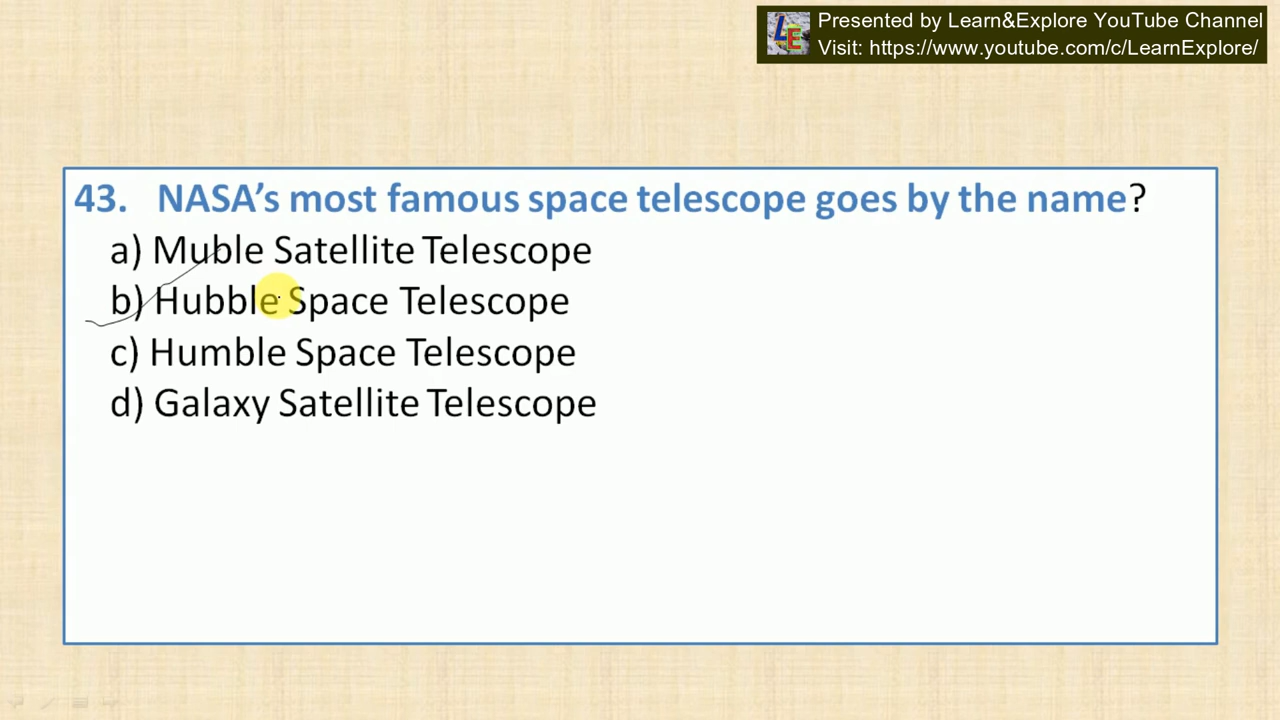 Presented by Learn&Explore YouTube Channel
Visit: https://www.youtube.com/c/LearnExplore/
LE
43. NASA’s most famous space telescope goes by the name?
a) Muble Satellite Telescope
b) Hubble Space Telescope
c) Humble Space Telescope
d) Galaxy Satellite Telescope